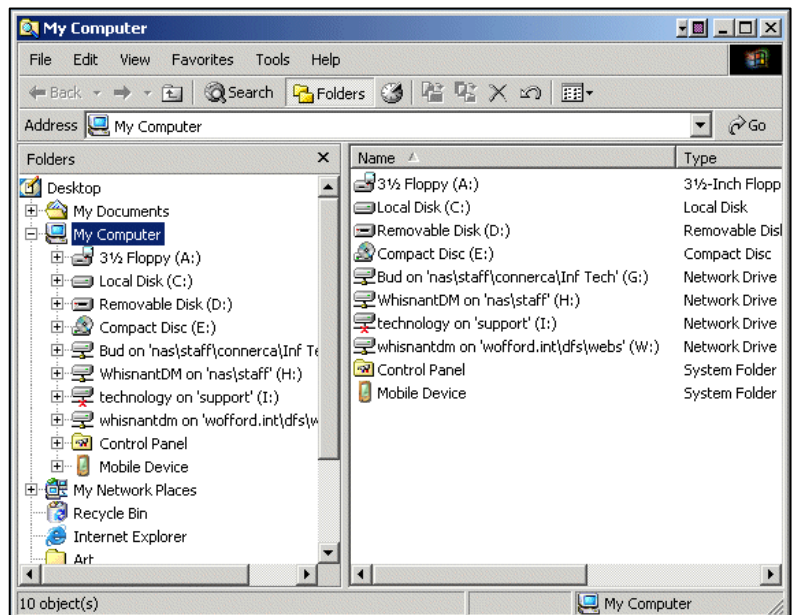 My Computer
File Edit View Favorites Tools Help
Back Search Folders
Address My Computer Go
Folders
Desktop
My Documents
My Computer
3½ Floppy (A:)
Local Disk (C:)
Removable Disk (D:)
Compact Disc (E:)
Bud on 'nas\staff\connerca\Inf Te
WhisnantDM on 'nas\staff' (H:)
technology on 'support' (I:)
whisnantdm on 'wofford.int\dfs\w
Control Panel
Mobile Device
My Network Places
Recycle Bin
Internet Explorer
Art
Name Type
3½ Floppy (A:) 3½-Inch Flopp
Local Disk (C:) Local Disk
Removable Disk (D:) Removable Disl
Compact Disc (E:) Compact Disc
Bud on 'nas\staff\connerca\Inf Tech' (G:) Network Drive
WhisnantDM on 'nas\staff' (H:) Network Drive
technology on 'support' (I:) Network Drive
whisnantdm on 'wofford.int\dfs\webs' (W:) Network Drive
Control Panel System Folder
Mobile Device System Folder
10 object(s) My Computer